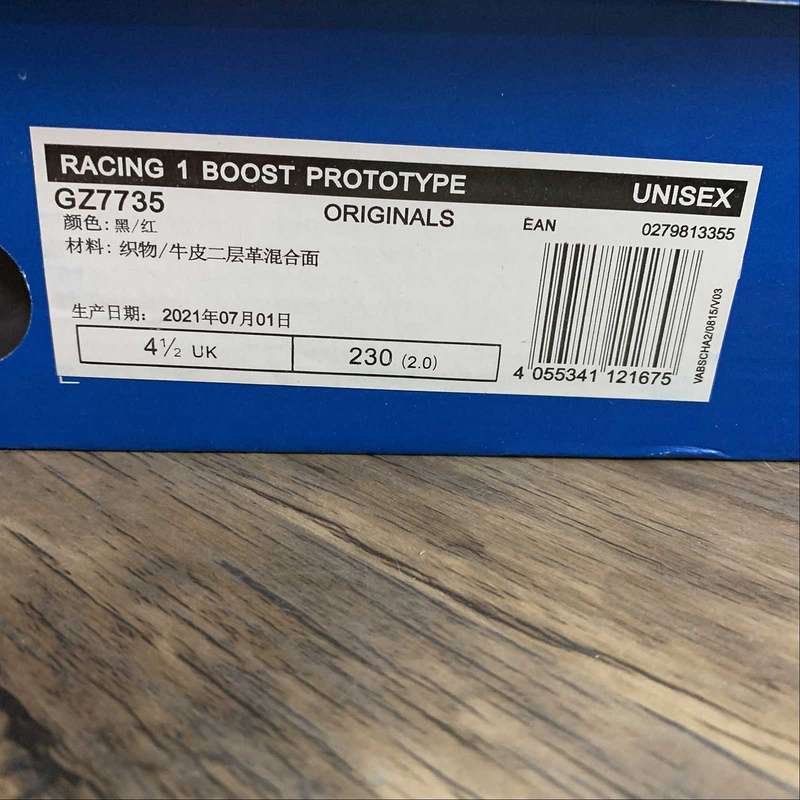 RACING 1 BOOST PROTOTYPE UNISEX
GZ7735 ORIGINALS EAN 0279813355
颜色: 黑/红
材料: 织物/牛皮二层革混合面
生产日期: 2021年07月01日
4½ UK 230 (2.0)
4 055341 121675
VABSCHA2/0815/V03